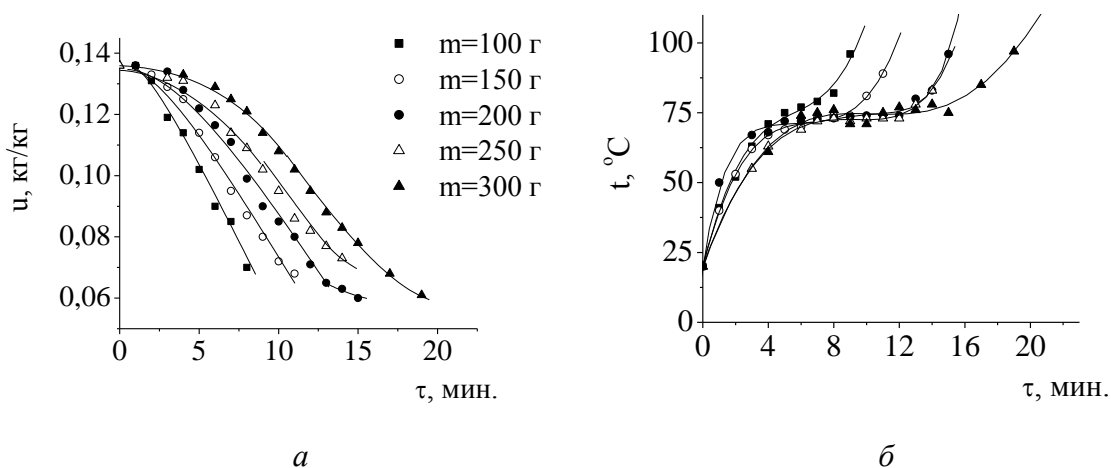 0,14
0,12
0,10
0,08
0,06
u, кг/кг
0
5
10
15
20
τ, мин.
m=100 г
m=150 г
m=200 г
m=250 г
m=300 г
а
100
75
50
25
0
t, °C
0
4
8
12
16
20
τ, мин.
б